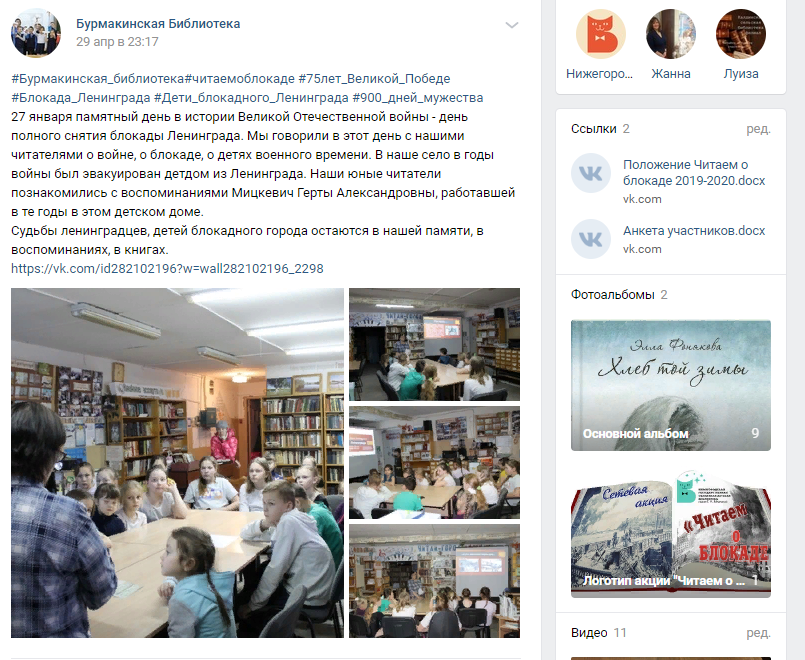 Бурмакинская Библиотека
29 апр в 23:17
#Бурмакинская_библиотека#читаемоблокаде #75лет_Великой_Победе
#Блокада_Ленинграда #Дети_блокадного_Ленинграда #900_дней_мужества
27 января памятный день в истории Великой Отечественной войны - день
полного снятия блокады Ленинграда. Мы говорили в этот день с нашими
читателями о войне, о блокаде, о детях военного времени. В наше село в годы
войны был эвакуирован детдом из Ленинграда. Наши юные читатели
познакомились с воспоминаниями Мицкевич Герты Александровны, работавшей
в те годы в этом детском доме.
Судьбы ленинградцев, детей блокадного города остаются в нашей памяти, в
воспоминаниях, в книгах.
https://vk.com/id282102196?w=wall282102196_2298
Нижегоро...
Жанна
Луиза
Ссылки 2
ред.
Положение Читаем о
блокаде 2019-2020.docx
vk.com
Анкета участников.docx
vk.com
Фотоальбомы 2
Элла Фонякова
Хлеб той зимы
Основной альбом 9
Сетевая
акция
«Читаем
о
БЛОКАДЕ
Логотип акции "Читаем о ... 1
Видео 11
ред.